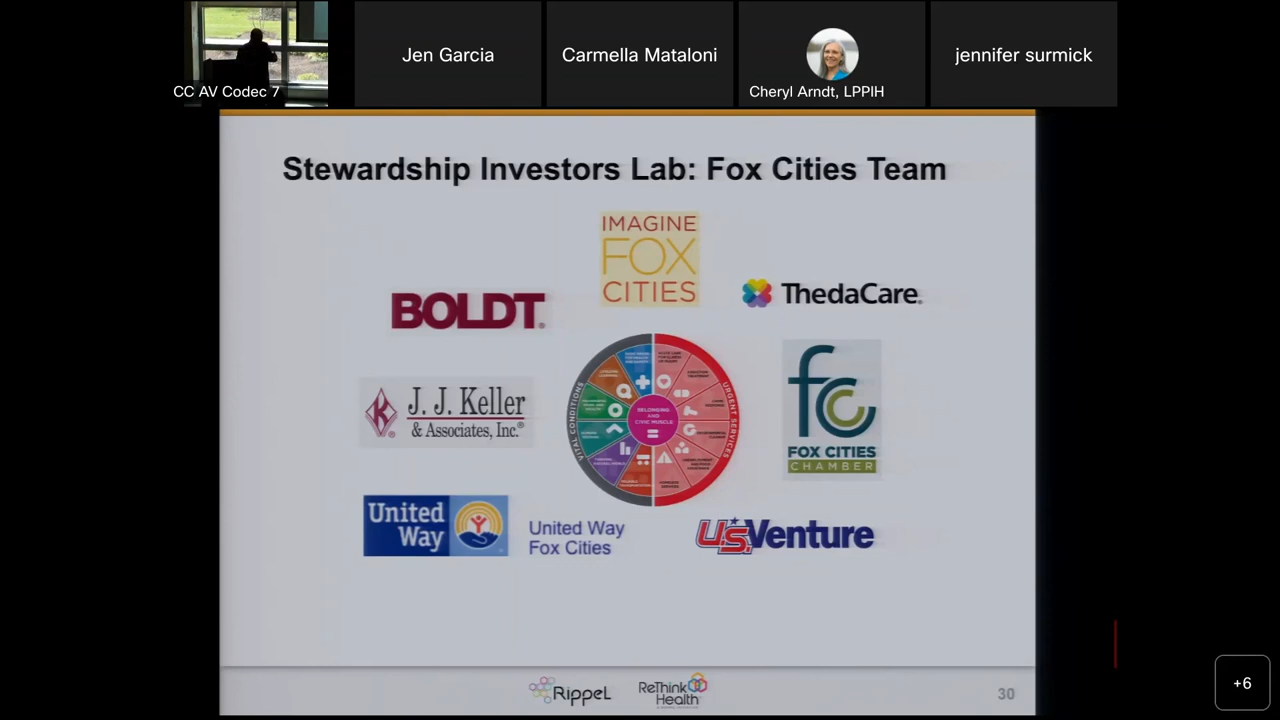 CC AV Codec 7
Jen Garcia
Carmella Mataloni
Cheryl Arndt, LPPIH
jennifer surmick
Stewardship Investors Lab: Fox Cities Team
IMAGINE
FOX
CITIES
BOLDT
ThedaCare
J. J. Keller
& Associates, Inc.®
VITAL CONDITIONS
BELONGING
AND
CIVIC MUSCLE
URGENT SERVICES
fcc
FOX CITIES
CHAMBER
United
Way
United Way
Fox Cities
U.S. Venture
Rippel
ReThink
Health
30
+6